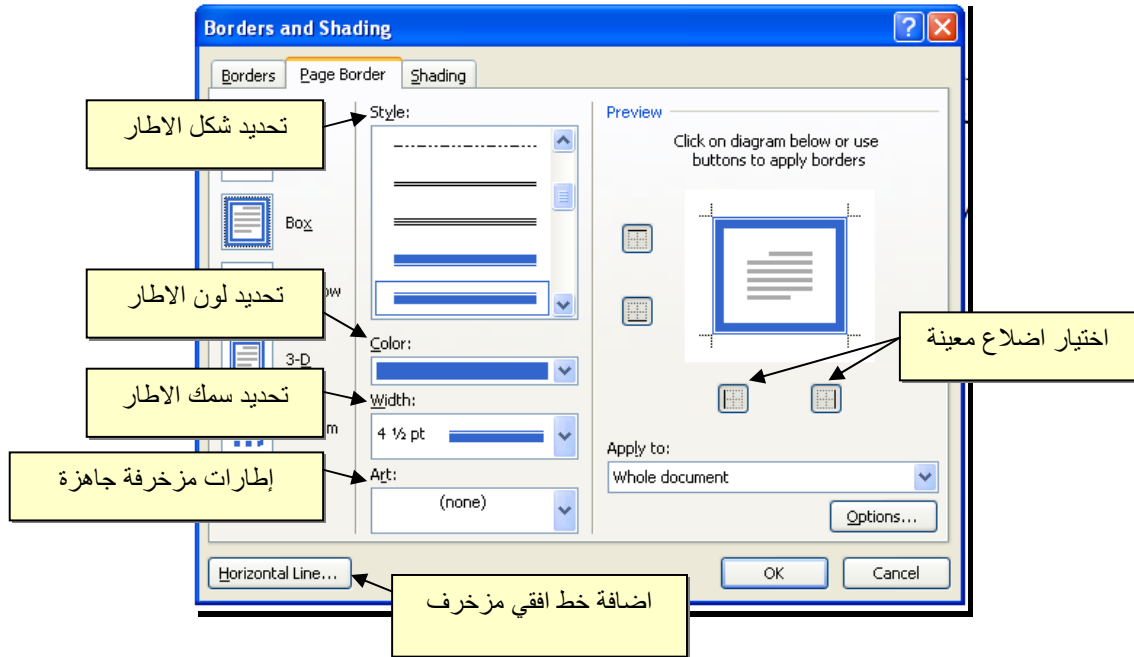 Borders and Shading
Borders Page Border Shading
تحديد شكل الاطار
Style:
Box
تحديد لون الاطار
Color:
3-D
تحديد سمك الاطار
Width:
4 ½ pt
إطارات مزخرفة جاهزة
Art:
(none)
Preview
Click on diagram below or use
buttons to apply borders
اختيار اضلاع معينة
Apply to:
Whole document
Options...
Horizontal Line...
اضافة خط افقي مزخرف
OK
Cancel